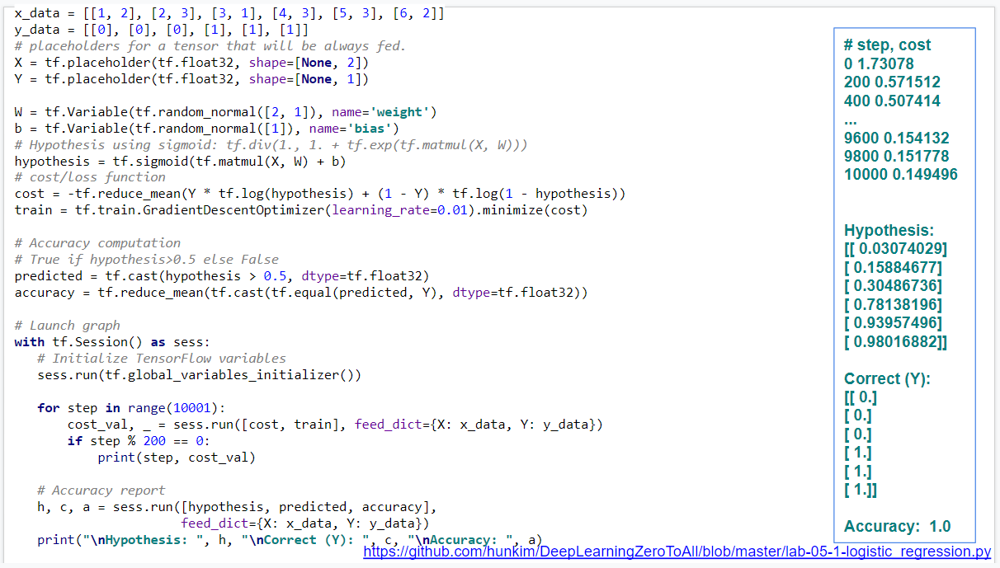 x_data = [[1, 2], [2, 3], [3, 1], [4, 3], [5, 3], [6, 2]]
y_data = [[0], [0], [0], [1], [1], [1]]
# placeholders for a tensor that will be always fed.
X = tf.placeholder(tf.float32, shape=[None, 2])
Y = tf.placeholder(tf.float32, shape=[None, 1])

W = tf.Variable(tf.random_normal([2, 1]), name='weight')
b = tf.Variable(tf.random_normal([1]), name='bias')
# Hypothesis using sigmoid: tf.div(1., 1. + tf.exp(tf.matmul(X, W)))
hypothesis = tf.sigmoid(tf.matmul(X, W) + b)
# cost/loss function
cost = -tf.reduce_mean(Y * tf.log(hypothesis) + (1 - Y) * tf.log(1 - hypothesis))
train = tf.train.GradientDescentOptimizer(learning_rate=0.01).minimize(cost)

# Accuracy computation
# True if hypothesis>0.5 else False
predicted = tf.cast(hypothesis > 0.5, dtype=tf.float32)
accuracy = tf.reduce_mean(tf.cast(tf.equal(predicted, Y), dtype=tf.float32))

# Launch graph
with tf.Session() as sess:
   # Initialize TensorFlow variables
   sess.run(tf.global_variables_initializer())

   for step in range(10001):
       cost_val, _ = sess.run([cost, train], feed_dict={X: x_data, Y: y_data})
       if step % 200 == 0:
           print(step, cost_val)

   # Accuracy report
   h, c, a = sess.run([hypothesis, predicted, accuracy],
                      feed_dict={X: x_data, Y: y_data})
   print("\nHypothesis: ", h, "\nCorrect (Y): ", c, "\nAccuracy: ", a)
https://github.com/hunkim/DeepLearningZeroToAll/blob/master/lab-05-1-logistic_regression.py
# step, cost
0 1.73078
200 0.571512
400 0.507414
...
9600 0.154132
9800 0.151778
10000 0.149496

Hypothesis:
[[ 0.03074029]
[ 0.15884677]
[ 0.30486736]
[ 0.78138196]
[ 0.93957496]
[ 0.98016882]]

Correct (Y):
[[ 0.]
[ 0.]
[ 0.]
[ 1.]
[ 1.]
[ 1.]]

Accuracy:  1.0